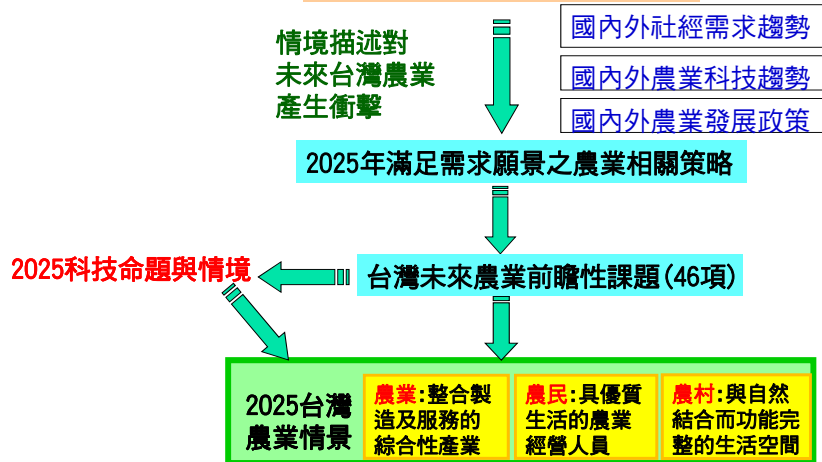 情境描述對
未來台灣農業
產生衝擊
國內外社經需求趨勢
國內外農業科技趨勢
國內外農業發展政策
2025年滿足需求願景之農業相關策略
2025科技命題與情境
台灣未來農業前瞻性課題(46項)
2025台灣
農業情景
農業:整合製
造及服務的
綜合性產業
農民:具優質
生活的農業
經營人員
農村:與自然
結合而功能完
整的生活空間